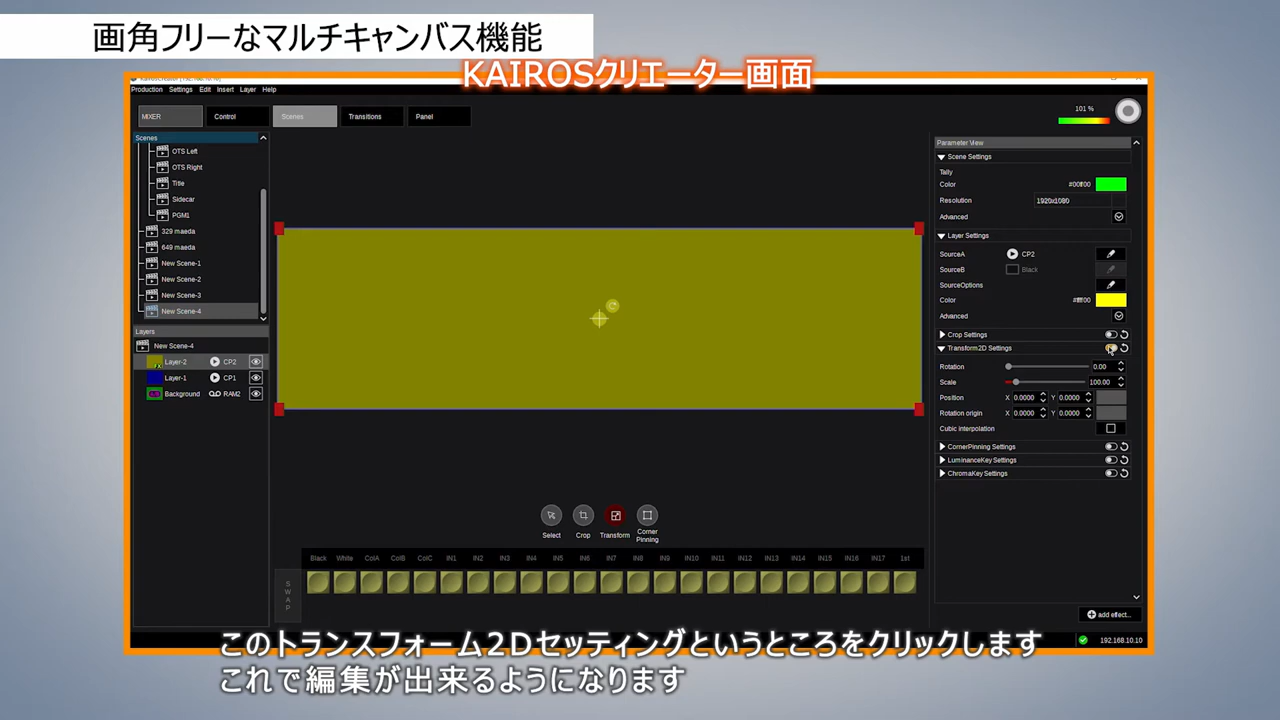 画角フリーなマルチキャンバス機能
KAIROSクリエーター画面
Production Settings Edit Insert Layer Help
MIXER Control Scenes Transitions Panel
101 %
Scenes
OTS Left
OTS Right
Title
Sidecar
PGM1
329 maeda
649 maeda
New Scene-1
New Scene-2
New Scene-3
New Scene-4
Layers
New Scene-4
Layer-2 CP2
Layer-1 CP1
Background RAM2
Select Crop Transform Corner Pinning
Black White ColA ColB ColC IN1 IN2 IN3 IN4 IN5 IN6 IN7 IN8 IN9 IN10 IN11 IN12 IN13 IN14 IN15 IN16 IN17 1st
SWAP
Parameter View
Scene Settings
Tally
Color #00ff00
Resolution 1920x1080
Advanced
Layer Settings
SourceA CP2
SourceB Black
SourceOptions
Color #ffff00
Advanced
Crop Settings
Transform2D Settings
Rotation 0.00
Scale 100.00
Position X 0.0000 Y 0.0000
Rotation origin X 0.0000 Y 0.0000
Cubic interpolation
CornerPinning Settings
LuminanceKey Settings
ChromaKey Settings
add effect...
192.168.10.10
このトランスフォーム２Ｄセッティングというところをクリックします
これで編集が出来るようになります